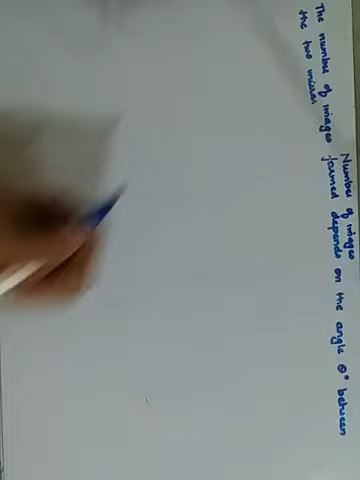 Number of images
The number of images formed depends on the angle θ° between
the two mirrors